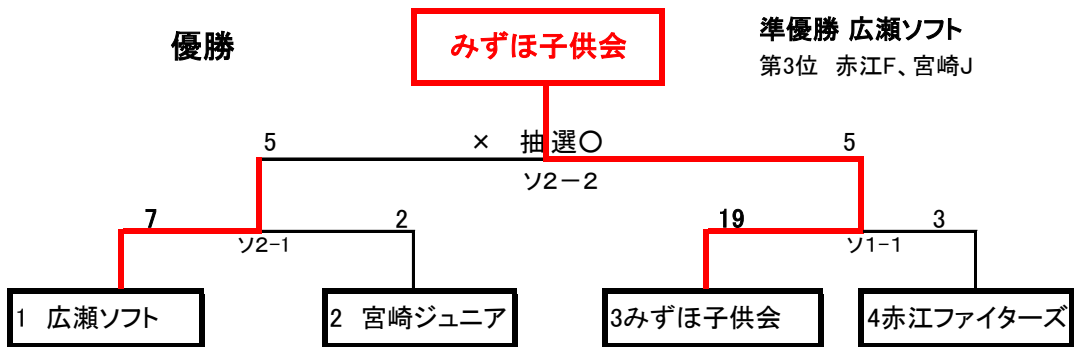 優勝
みずほ子供会
準優勝 広瀬ソフト
第3位 赤江F、宮崎J
5 × 抽選〇 5
ソ2－2
7 2 19 3
ソ2-1 ソ1-1
1 広瀬ソフト 2 宮崎ジュニア 3みずほ子供会 4赤江ファイターズ